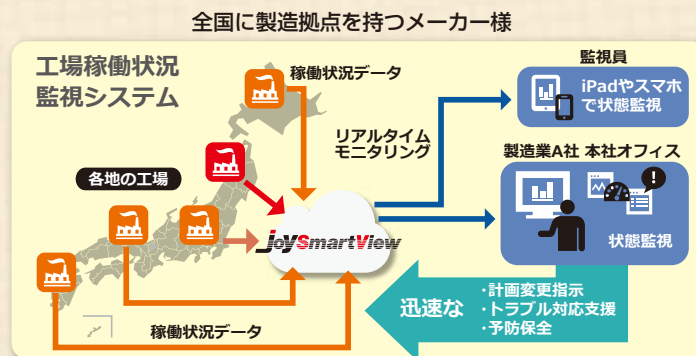 全国に製造拠点を持つメーカー様
工場稼働状況
監視システム
稼働状況データ
リアルタイム
モニタリング
各地の工場
joySmartView
稼働状況データ
監視員
iPadやスマホ
で状態監視
製造業A社 本社オフィス
!
状態監視
迅速な
・計画変更指示
・トラブル対応支援
・予防保全